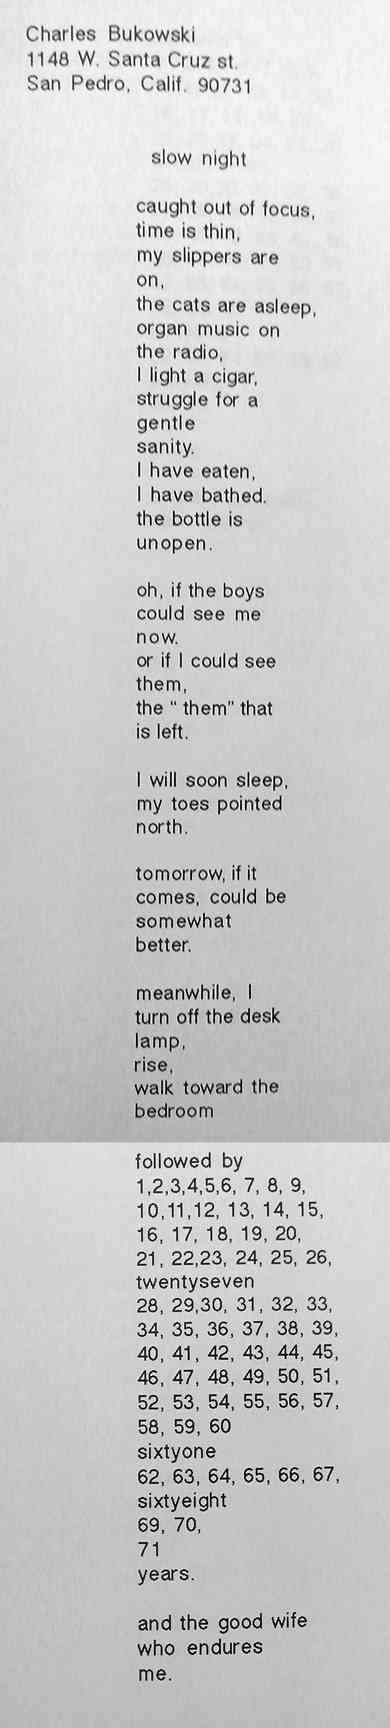 Charles Bukowski
1148 W. Santa Cruz st.
San Pedro, Calif. 90731
slow night
caught out of focus,
time is thin,
my slippers are
on,
the cats are asleep,
organ music on
the radio,
I light a cigar,
struggle for a
gentle
sanity.
I have eaten,
I have bathed.
the bottle is
unopen.
oh, if the boys
could see me
now.
or if I could see
them,
the “ them” that
is left.
I will soon sleep,
my toes pointed
north.
tomorrow, if it
comes, could be
somewhat
better.
meanwhile, I
turn off the desk
lamp,
rise,
walk toward the
bedroom
followed by
1,2,3,4,5,6, 7, 8, 9,
10,11,12, 13, 14, 15,
16, 17, 18, 19, 20,
21, 22,23, 24, 25, 26,
twentyseven
28, 29,30, 31, 32, 33,
34, 35, 36, 37, 38, 39,
40, 41, 42, 43, 44, 45,
46, 47, 48, 49, 50, 51,
52, 53, 54, 55, 56, 57,
58, 59, 60
sixtyone
62, 63, 64, 65, 66, 67,
sixtyeight
69, 70,
71
years.
and the good wife
who endures
me.